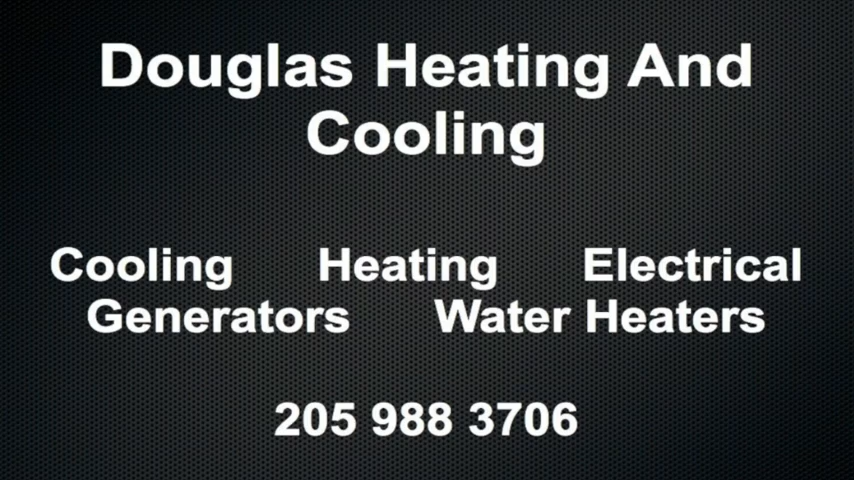 Douglas Heating And
Cooling
Cooling Heating Electrical
Generators Water Heaters
205 988 3706